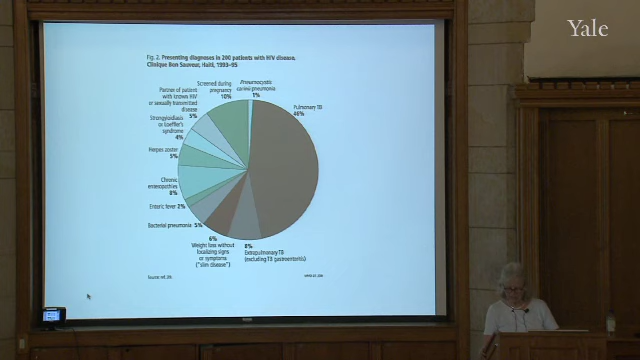 Yale
Fig. 2. Presenting diagnoses in 200 patients with HIV disease,
Clinique Bon Sauveur, Haiti, 1993–95
Pneumocystic
carinii pneumonia
1%
Screened during
pregnancy
10%
Partner of patient
with known HIV
or sexually transmitted
disease
5%
Strongyloidiasis
or Loeffler's
syndrome
4%
Herpes zoster
5%
Chronic
enteropathies
8%
Enteric fever 2%
Bacterial pneumonia 5%
6%
Weight loss without
localizing signs
or symptoms
("slim disease")
8%
Extrapulmonary TB
(excluding TB gastroenteritis)
Pulmonary TB
46%
Source: ref.